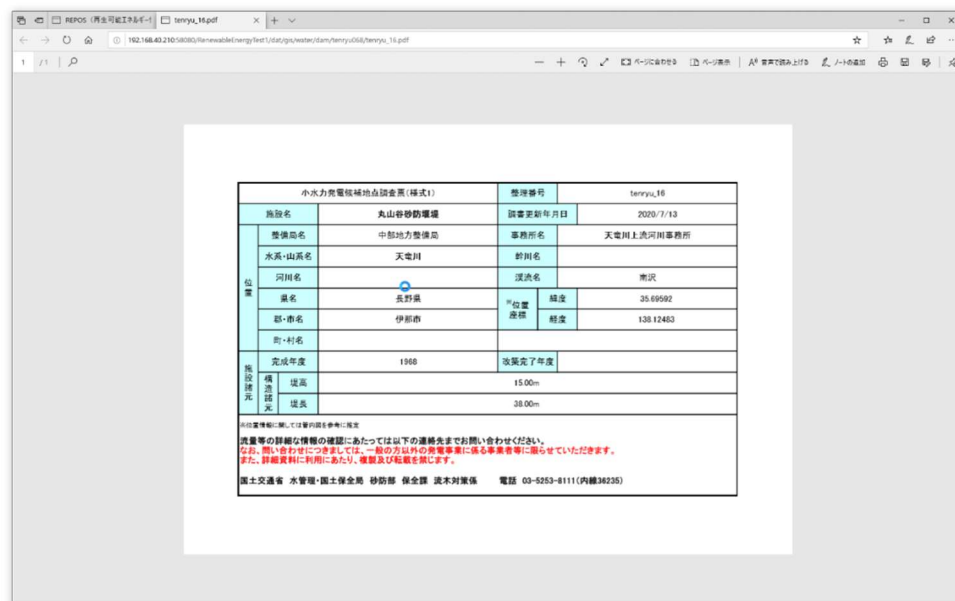 REPOS (再生可能エネルギー
tenryu_16.pdf
192.168.40.210:58080/RenewableEnergyTest1/dat/gis/water/dam/tenryu068/tenryu_16.pdf
1 /1
ページに合わせる ページ表示 音声で読み上げる ノートの追加
小水力発電候補地点調査票(様式1) 整理番号 tenryu_16
施設名 丸山谷砂防堰堤 調書更新年月日 2020/7/13
位置
整備局名 中部地方整備局 事務所名 天竜川上流河川事務所
水系・山系名 天竜川 幹川名
河川名 渓流名 南沢
県名 長野県 ※位置座標 緯度 35.69592
郡・市名 伊那市 経度 138.12483
町・村名
施設諸元
完成年度 1968 改築完了年度
構造諸元
堤高 15.00m
堤長 38.00m
※位置情報に関しては管内図を参考に推定
流量等の詳細な情報の確認にあたっては以下の連絡先までお問い合わせください。
なお、問い合わせにつきましては、一般の方以外の発電事業に係る事業者等に限らせていただきます。
また、詳細資料に利用にあたり、複製及び転載を禁じます。
国土交通省 水管理・国土保全局 砂防部 保全課 流木対策係 電話 03-5253-8111(内線36235)